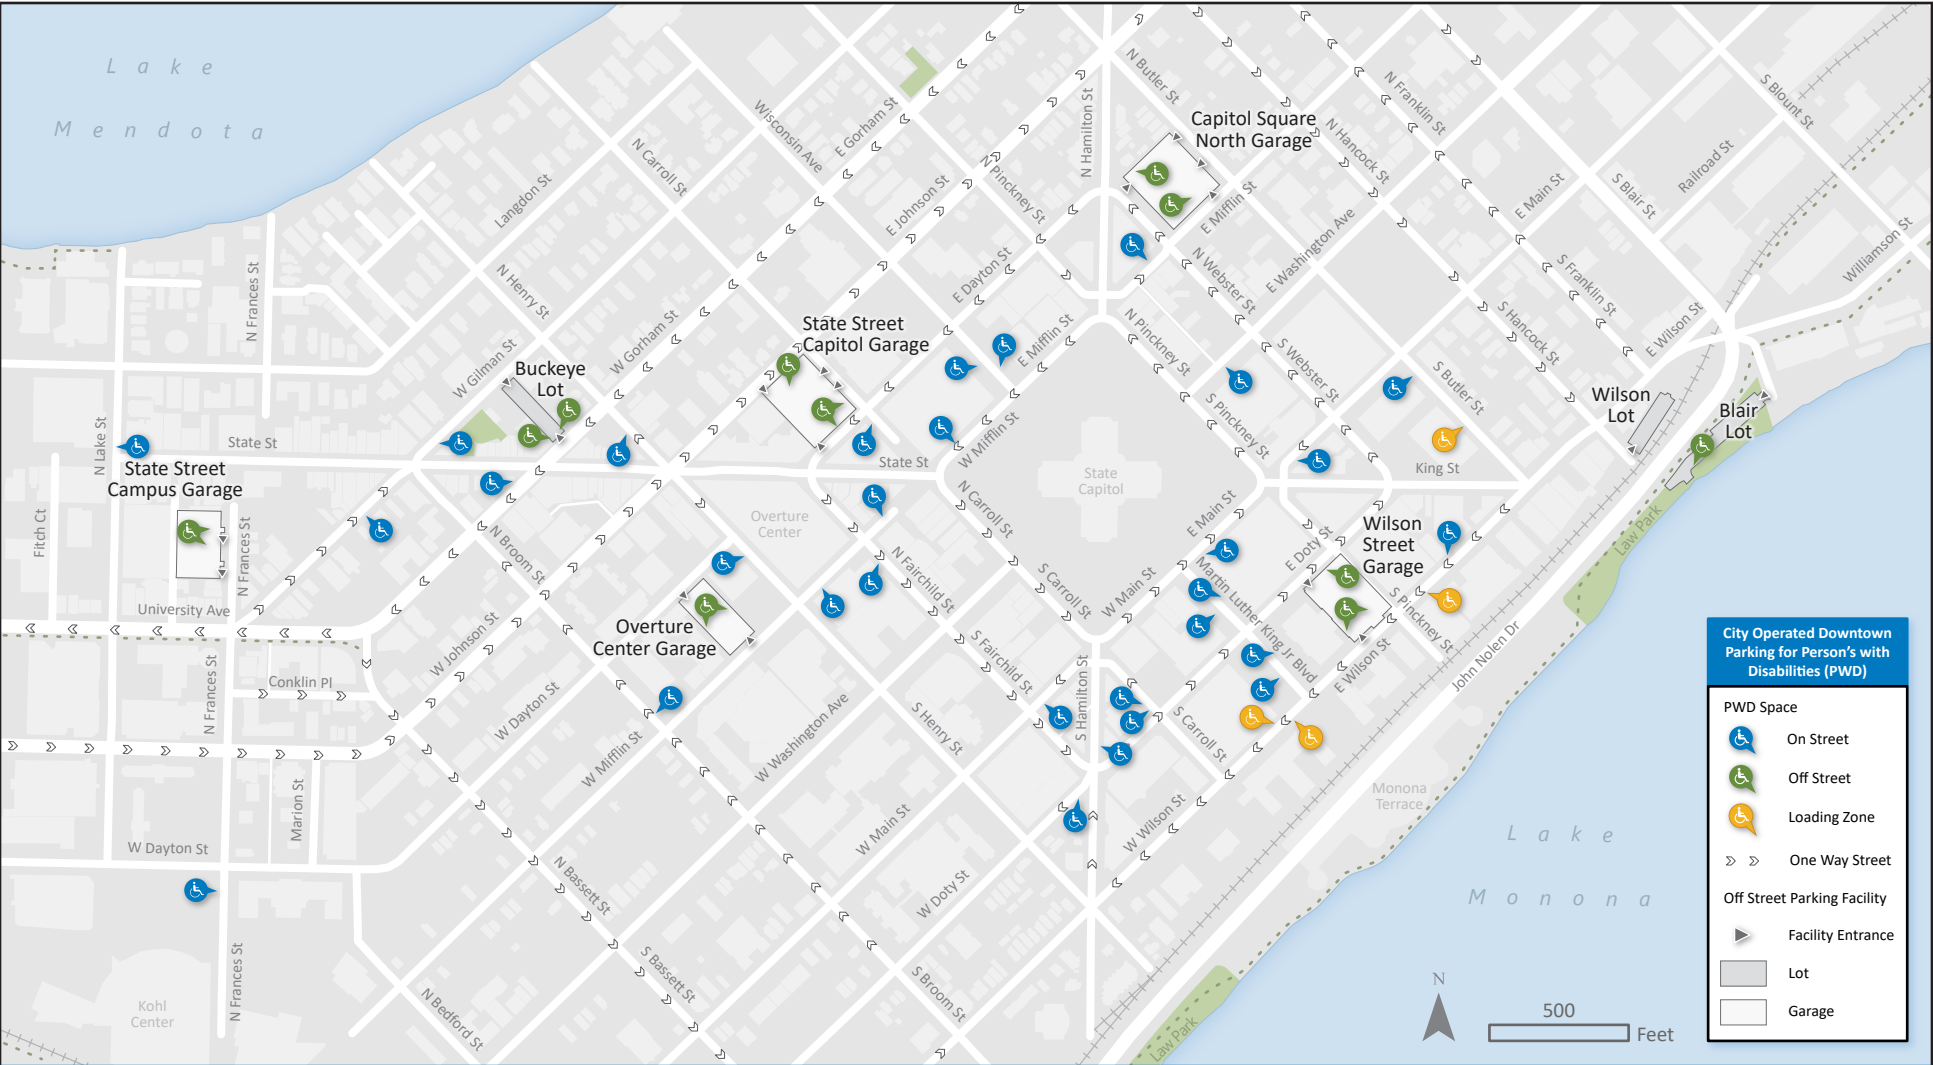 Lake
Mendota
N Butler St
Capitol Square
North Garage
N Franklin St
S Blount St
N Hamilton St
E Gorham St
Wisconsin Ave
N Hancock St
Railroad St
N Carroll St
N Pinckney St
Langdon St
E Johnson St
E Mifflin St
E Main St
S Blair St
Williamson St
E Washington Ave
N Frances St
N Henry St
E Dayton St
N Webster St
S Franklin St
State Street
Capitol Garage
W Gorham St
E Mifflin St
N Pinckney St
S Hancock St
E Wilson St
W Gilman St
Buckeye
Lot
S Webster St
S Butler St
Wilson
Lot
Blair
Lot
N Lake St
State St
S Pinckney St
W Mifflin St
State St
King St
State
Capitol
State Street
Campus Garage
Fitch Ct
N Frances St
Overture
Center
N Carroll St
E Main St
Wilson
Street
Garage
E Doty St
Law Park
N Broom St
N Fairchild St
S Carroll St
W Main St
Martin Luther King Jr Blvd
S Pinckney St
University Ave
W Johnson St
Overture
Center Garage
S Fairchild St
E Wilson St
John Nolen Dr
Conklin Pl
N Frances St
W Dayton St
S Hamilton St
S Henry St
S Carroll St
W Washington Ave
W Mifflin St
Marion St
Monona
Terrace
W Dayton St
W Main St
W Wilson St
Lake
Monona
N Bassett St
W Doty St
S Bassett St
S Broom St
N Bedford St
N Frances St
Kohl
Center
Law Park
N
500
Feet
City Operated Downtown
Parking for Person's with
Disabilities (PWD)
PWD Space
On Street
Off Street
Loading Zone
One Way Street
Off Street Parking Facility
Facility Entrance
Lot
Garage